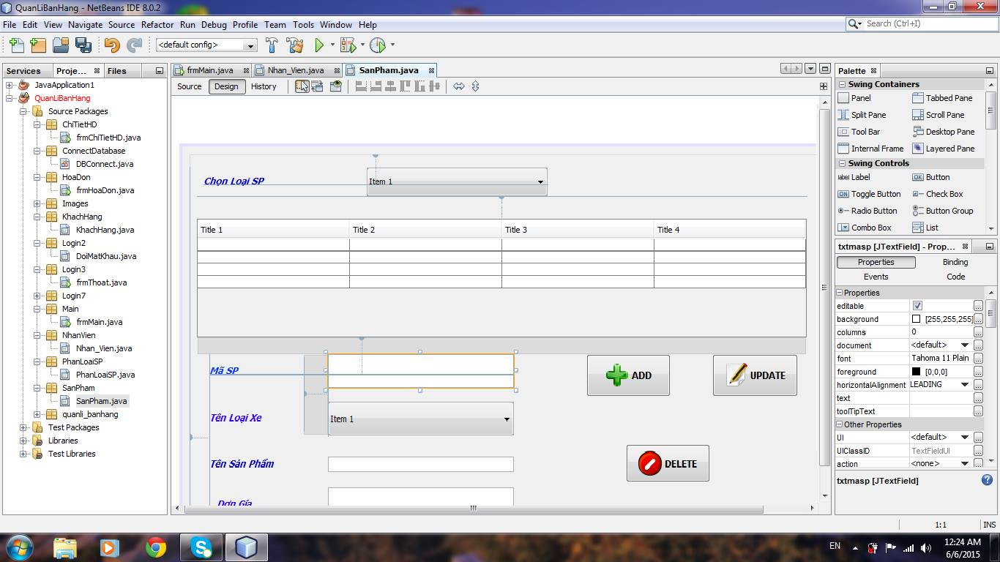 QuanLiBanHang - NetBeans IDE 8.0.2
File Edit View Navigate Source Refactor Run Debug Profile Team Tools Window Help
Search (Ctrl+I)
<default config>
Services Proje... Files
frmMain.java Nhan_Vien.java SanPham.java
Source Design History
JavaApplication1
QuanLiBanHang
Source Packages
ChiTietHD
frmChiTietHD.java
ConnectDatabase
DBConnect.java
HoaDon
frmHoaDon.java
Images
KhachHang
KhachHang.java
Login2
DoiMatKhau.java
Login3
frmThoat.java
Login7
Main
frmMain.java
NhanVien
Nhan_Vien.java
PhanLoaiSP
PhanLoaiSP.java
SanPham
SanPham.java
quanli_banhang
Test Packages
Libraries
Test Libraries
Chọn Loại SP
Item 1
Title 1 Title 2 Title 3 Title 4
Mã SP
ADD UPDATE
Tên Loại Xe
Item 1
Tên Sản Phẩm
DELETE
Đơn Gía
Palette
Swing Containers
Panel Tabbed Pane
Split Pane Scroll Pane
Tool Bar Desktop Pane
Internal Frame Layered Pane
Swing Controls
label Label OK Button
ON Toggle Button Check Box
Radio Button Button Group
Combo Box List
txtmasp [JTextField] - Prop...
Properties Binding
Events Code
Properties
editable
background [255,255,255]
columns 0
document <default>
font Tahoma 11 Plain
foreground [0,0,0]
horizontalAlignment LEADING
text
toolTipText
Other Properties
UI <default>
UIClassID TextFieldUI
action <none>
txtmasp [JTextField]
1:1 INS
EN
12:24 AM
6/6/2015